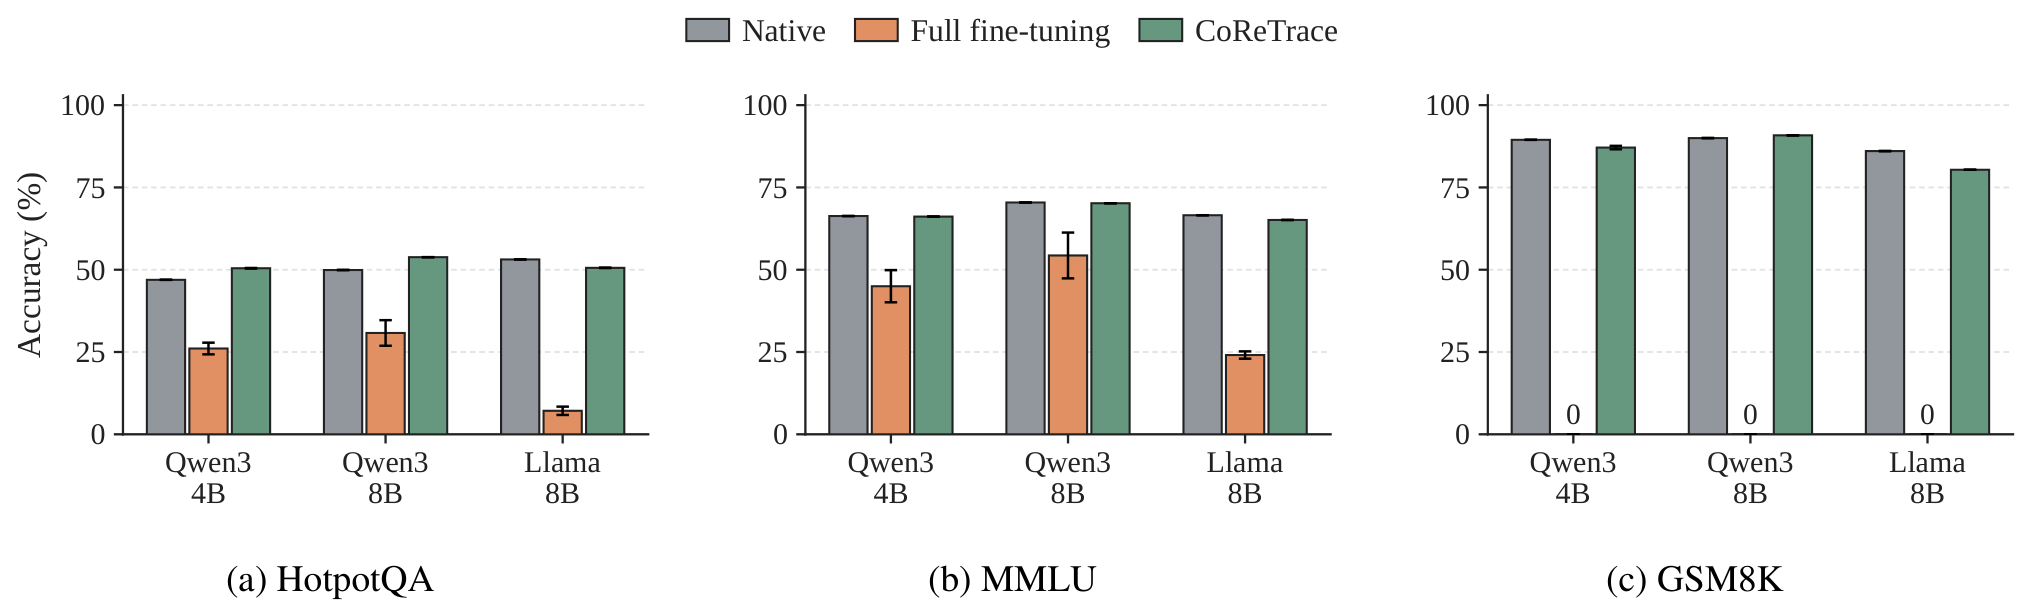 Native Full fine-tuning CoReTrace
Accuracy (%)
100
75
50
25
0
Qwen3
4B
Qwen3
8B
Llama
8B
(a) HotpotQA
100
75
50
25
0
Qwen3
4B
Qwen3
8B
Llama
8B
(b) MMLU
100
75
50
25
0
0 0 0
Qwen3
4B
Qwen3
8B
Llama
8B
(c) GSM8K